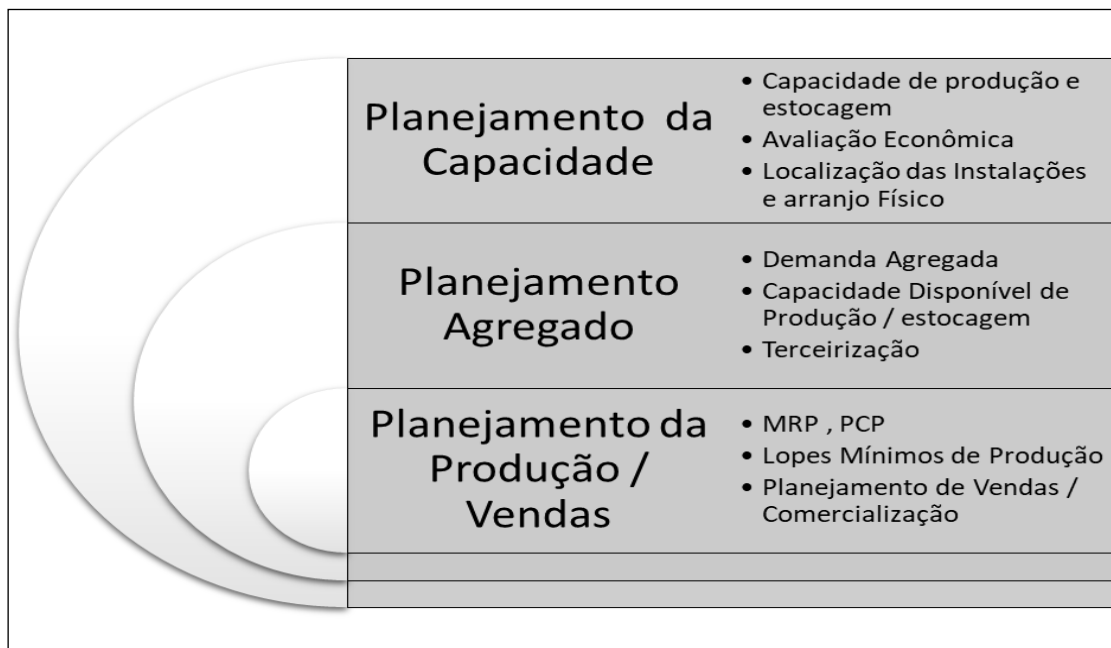 Planejamento da
Capacidade
• Capacidade de produção e
estocagem
• Avaliação Econômica
• Localização das Instalações
e arranjo Físico
Planejamento
Agregado
• Demanda Agregada
• Capacidade Disponível de
Produção / estocagem
• Terceirização
Planejamento da
Produção /
Vendas
• MRP , PCP
• Lopes Mínimos de Produção
• Planejamento de Vendas /
Comercialização